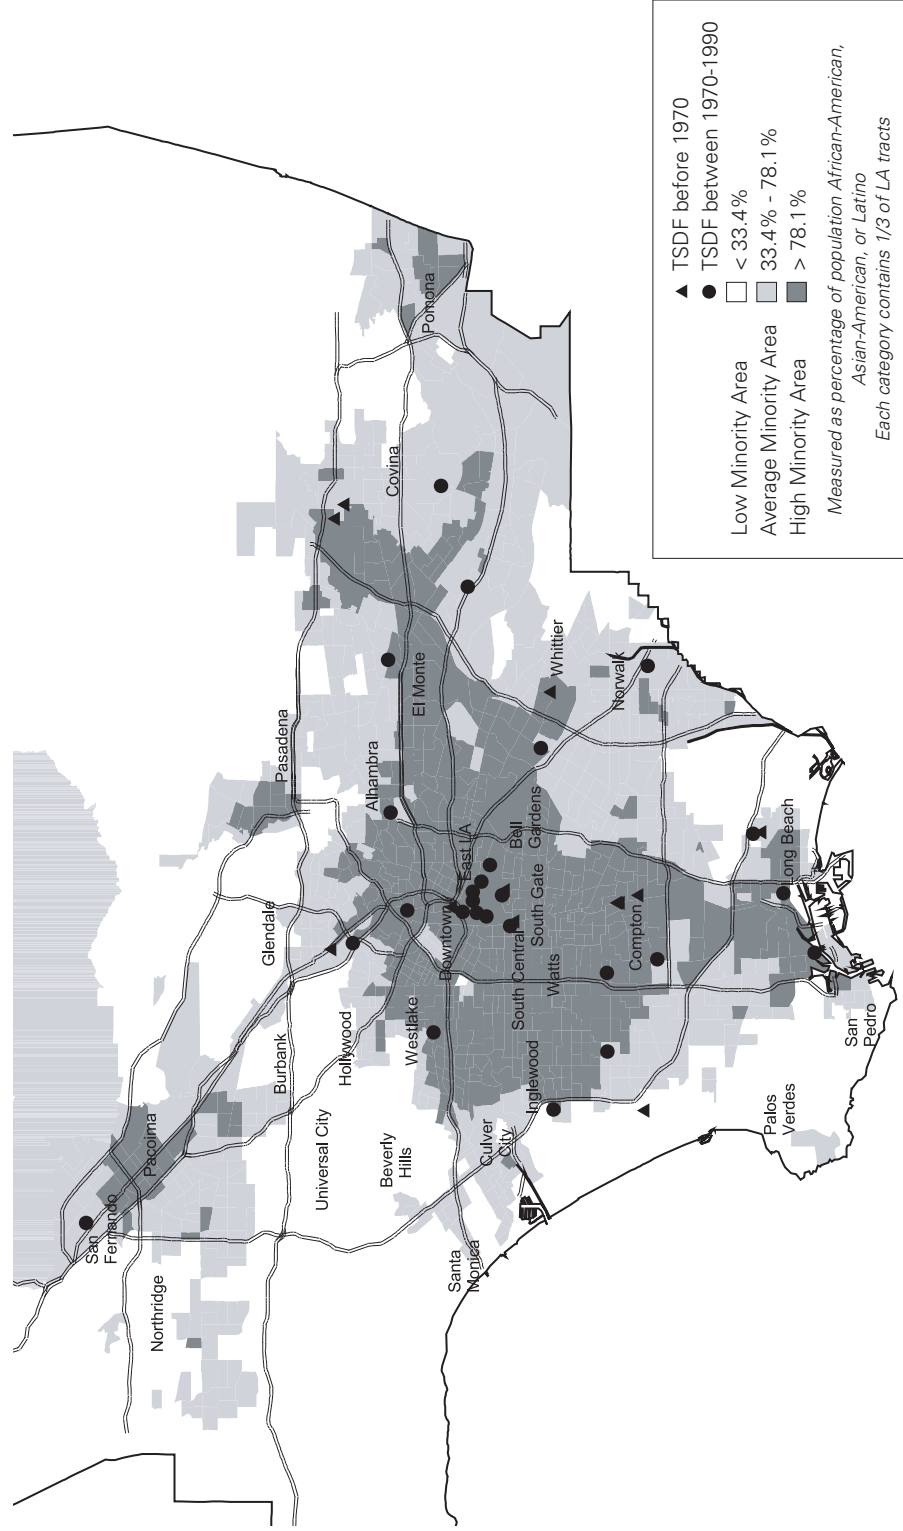 San
Fernando
Pacoima
Northridge
Burbank
Glendale
Pasadena
Universal City
Hollywood
Alhambra
El Monte
Covina
Pomona
Beverly
Hills
Westlake
Downtown
East LA
Santa
Monica
Culver
City
Inglewood
South Central
Watts
South Gate
Bell
Gardens
Whittier
Compton
Norwalk
Palos
Verdes
San
Pedro
Long Beach
TSDF before 1970
TSDF between 1970-1990
Low Minority Area < 33.4%
Average Minority Area 33.4% - 78.1%
High Minority Area > 78.1%
Measured as percentage of population African-American,
Asian-American, or Latino
Each category contains 1/3 of LA tracts